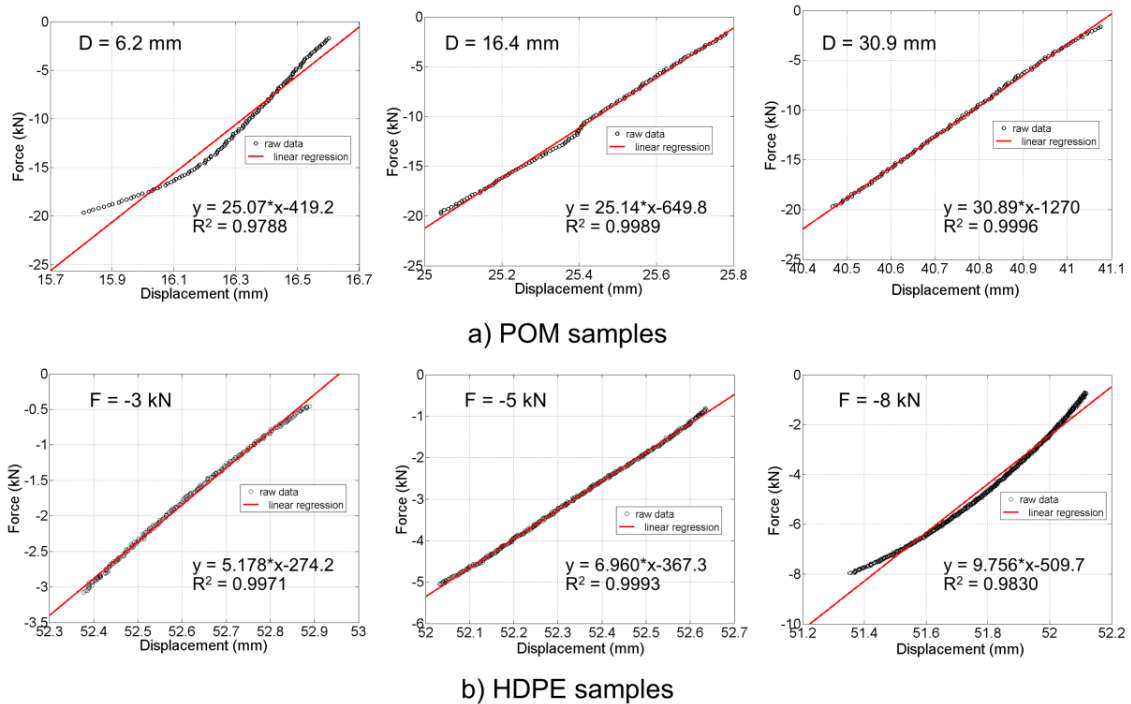 D = 6.2 mm
Force (kN)
0
-5
-10
-15
-20
-25
raw data
linear regression
y = 25.07*x-419.2
R² = 0.9788
15.7 15.9 16.1 16.3 16.5 16.7
Displacement (mm)
D = 16.4 mm
Force (kN)
0
-5
-10
-15
-20
-25
raw data
linear regression
y = 25.14*x-649.8
R² = 0.9989
25 25.2 25.4 25.6 25.8
Displacement (mm)
D = 30.9 mm
Force (kN)
0
-5
-10
-15
-20
-25
raw data
linear regression
y = 30.89*x-1270
R² = 0.9996
40.4 40.5 40.6 40.7 40.8 40.9 41 41.1
Displacement (mm)
a) POM samples
F = -3 kN
Force (kN)
0
-0.5
-1
-1.5
-2
-2.5
-3
-3.5
raw data
linear regression
y = 5.178*x-274.2
R² = 0.9971
52.3 52.4 52.5 52.6 52.7 52.8 52.9 53
Displacement (mm)
F = -5 kN
Force (kN)
0
-1
-2
-3
-4
-5
-6
raw data
linear regression
y = 6.960*x-367.3
R² = 0.9993
52 52.1 52.2 52.3 52.4 52.5 52.6 52.7
Displacement (mm)
F = -8 kN
Force (kN)
0
-2
-4
-6
-8
-10
raw data
linear regression
y = 9.756*x-509.7
R² = 0.9830
51.2 51.4 51.6 51.8 52 52.2
Displacement (mm)
b) HDPE samples